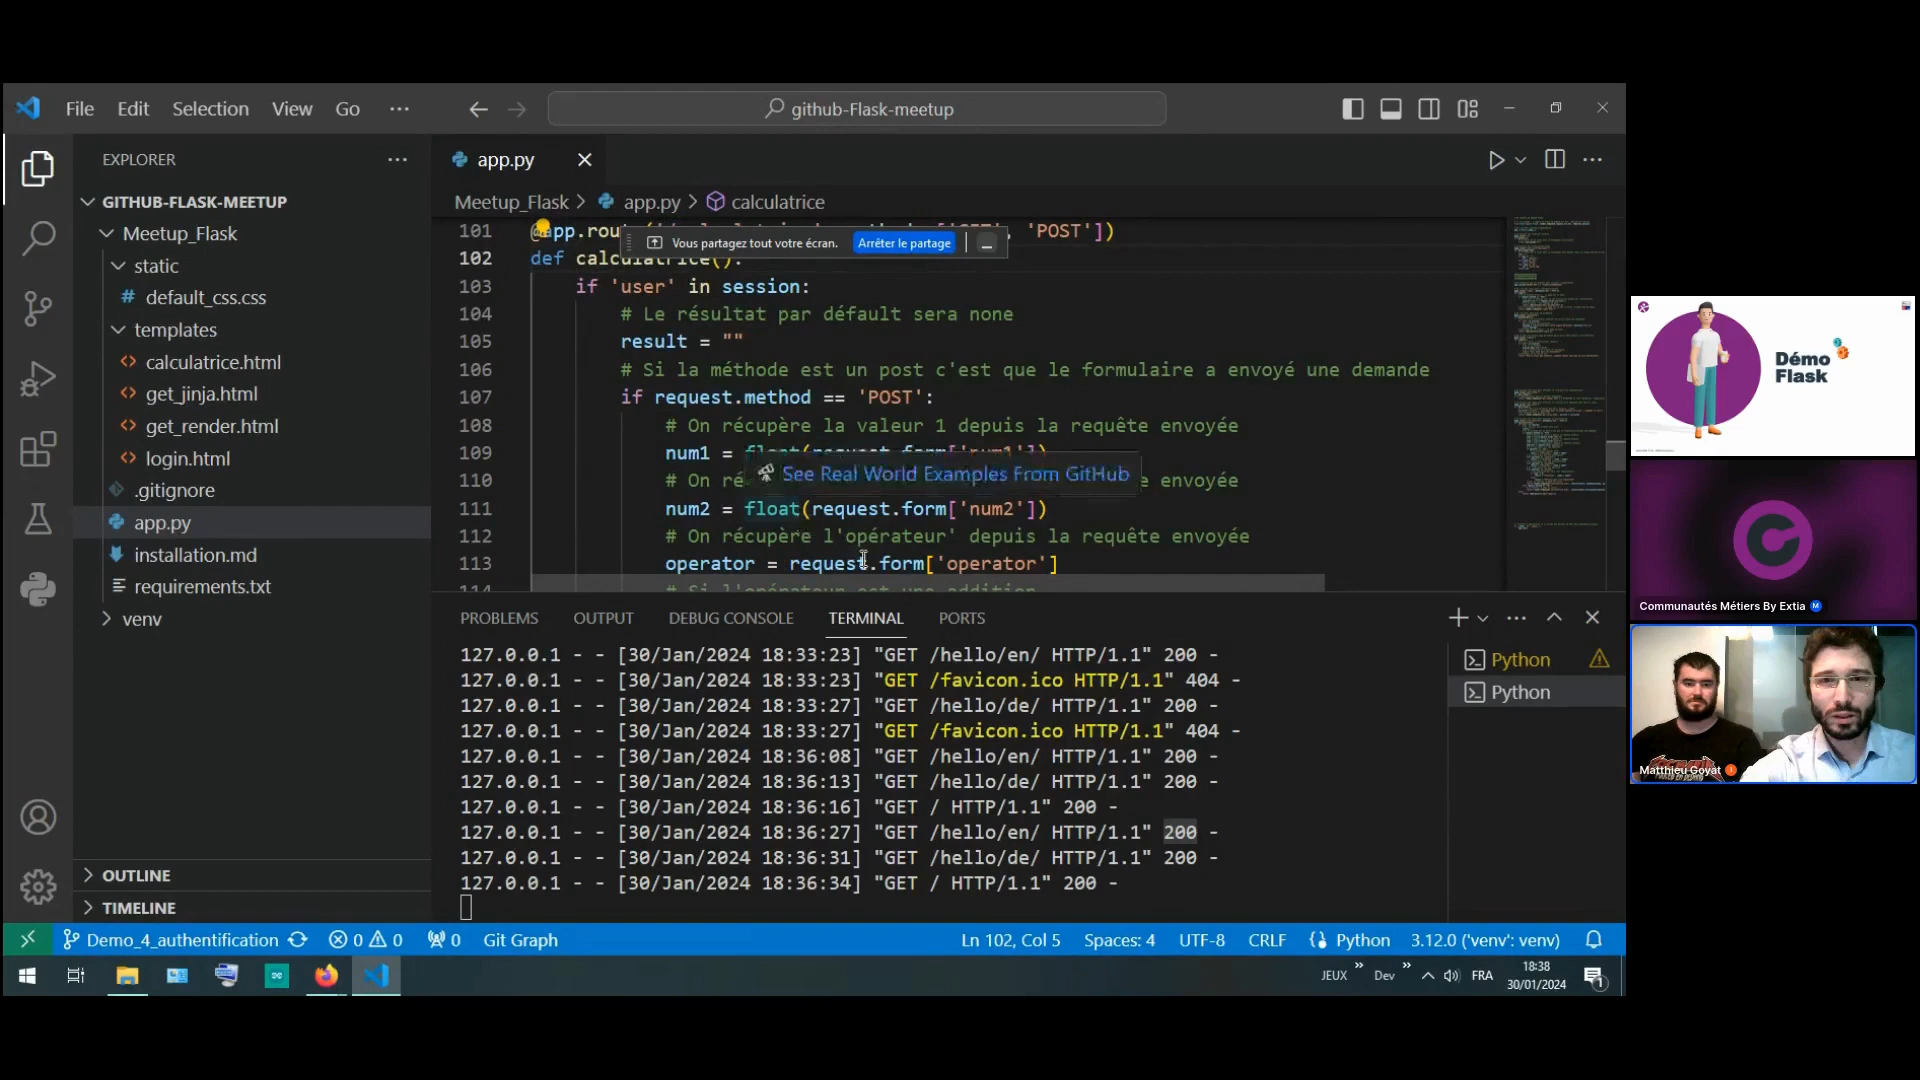 File Edit Selection View Go ···
github-Flask-meetup
EXPLORER ···
GITHUB-FLASK-MEETUP
Meetup_Flask
static
# default_css.css
templates
<> calculatrice.html
<> get_jinja.html
<> get_render.html
<> login.html
.gitignore
app.py
installation.md
requirements.txt
venv
OUTLINE
TIMELINE
app.py
Meetup_Flask > app.py > calculatrice
101 'POST'])
Vous partagez tout votre écran. Arrêter le partage
102 def calculatrice():
103 if 'user' in session:
104 # Le résultat par défault sera none
105 result = ""
106 # Si la méthode est un post c'est que le formulaire a envoyé une demande
107 if request.method == 'POST':
108 # On récupère la valeur 1 depuis la requête envoyée
109 num1 = float(request.form['num1'])
See Real World Examples From GitHub
110 # On ré e envoyée
111 num2 = float(request.form['num2'])
112 # On récupère l'opérateur' depuis la requête envoyée
113 operator = request.form['operator']
114 # Si l'opérateur est une addition
PROBLEMS OUTPUT DEBUG CONSOLE TERMINAL PORTS
127.0.0.1 - - [30/Jan/2024 18:33:23] "GET /hello/en/ HTTP/1.1" 200 -
127.0.0.1 - - [30/Jan/2024 18:33:23] "GET /favicon.ico HTTP/1.1" 404 -
127.0.0.1 - - [30/Jan/2024 18:33:27] "GET /hello/de/ HTTP/1.1" 200 -
127.0.0.1 - - [30/Jan/2024 18:33:27] "GET /favicon.ico HTTP/1.1" 404 -
127.0.0.1 - - [30/Jan/2024 18:36:08] "GET /hello/en/ HTTP/1.1" 200 -
127.0.0.1 - - [30/Jan/2024 18:36:13] "GET /hello/de/ HTTP/1.1" 200 -
127.0.0.1 - - [30/Jan/2024 18:36:16] "GET / HTTP/1.1" 200 -
127.0.0.1 - - [30/Jan/2024 18:36:27] "GET /hello/en/ HTTP/1.1" 200 -
127.0.0.1 - - [30/Jan/2024 18:36:31] "GET /hello/de/ HTTP/1.1" 200 -
127.0.0.1 - - [30/Jan/2024 18:36:34] "GET / HTTP/1.1" 200 -
Python
Python
Demo_4_authentification 0 0 0 Git Graph Ln 102, Col 5 Spaces: 4 UTF-8 CRLF Python 3.12.0 ('venv': venv)
JEUX » Dev » FRA 18:38
30/01/2024 1
Démo
Flask
Communautés Métiers By Extia M
Matthieu Goyat